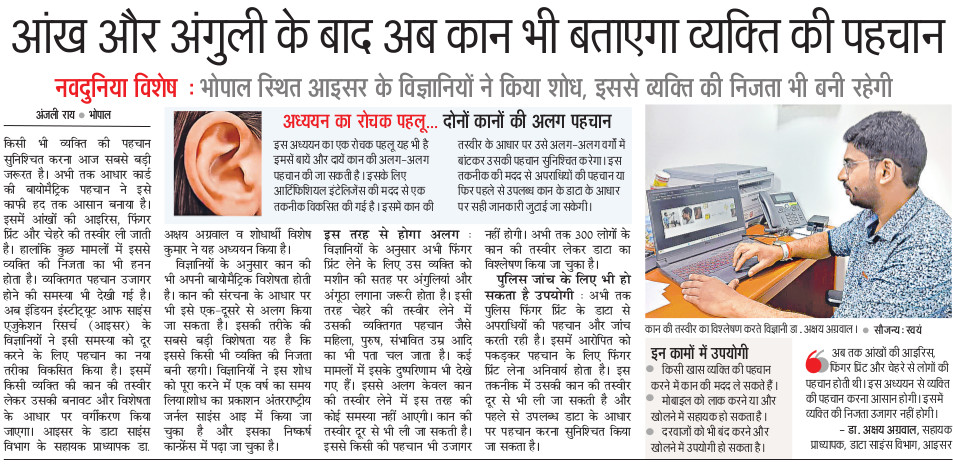 आंख और अंगुली के बाद अब कान भी बताएगा व्यक्ति की पहचान
नवदुनिया विशेष : भोपाल स्थित आइसर के विज्ञानियों ने किया शोध, इससे व्यक्ति की निजता भी बनी रहेगी
अंजली राय • भोपाल
किसी भी व्यक्ति की पहचान
सुनिश्चित करना आज सबसे बड़ी
जरूरत है। अभी तक आधार कार्ड
की बायोमैट्रिक पहचान ने इसे
काफी हद तक आसान बनाया है।
इसमें आंखों की आइरिस, फिंगर
प्रिंट और चेहरे की तस्वीर ली जाती
है। हालांकि कुछ मामलों में इससे
व्यक्ति की निजता का भी हनन
होता है। व्यक्तिगत पहचान उजागर
होने की समस्या भी देखी गई है।
अब इंडियन इंस्टीट्यूट आफ साइंस
एजुकेशन रिसर्च (आइसर) के
विज्ञानियों ने इसी समस्या को दूर
करने के लिए पहचान का नया
तरीका विकसित किया है। इसमें
किसी व्यक्ति की कान की तस्वीर
लेकर उसकी बनावट और विशेषता
के आधार पर वर्गीकरण किया
जाएगा। आइसर के डाटा साइंस
विभाग के सहायक प्राध्यापक डा.
अध्ययन का रोचक पहलू... दोनों कानों की अलग पहचान
इस अध्ययन का एक रोचक पहलू यह भी है
इमसें बायें और दायें कान की अलग-अलग
पहचान की जा सकती है। इसके लिए
आर्टिफिशियल इंटेलिजेंस की मदद से एक
तकनीक विकसित की गई है। इसमें कान की
तस्वीर के आधार पर उसे अलग-अलग वर्गों में
बांटकर उसकी पहचान सुनिश्चित करेगा। इस
तकनीक की मदद से अपराधियों की पहचान या
फिर पहले से उपलब्ध कान के डाटा के आधार
पर सही जानकारी जुटाई जा सकेगी।
अक्षय अग्रवाल व शोधार्थी विशेष
कुमार ने यह अध्ययन किया है।
विज्ञानियों के अनुसार कान की
भी अपनी बायोमैट्रिक विशेषता होती
है। कान की संरचना के आधार पर
भी इसे एक-दूसरे से अलग किया
जा सकता है। इसकी तरीके की
सबसे बड़ी विशेषता यह है कि
इससे किसी भी व्यक्ति की निजता
बनी रहगी। विज्ञानियों ने इस शोध
को पूरा करने में एक वर्ष का समय
लिया।शोध का प्रकाशन अंतरराष्ट्रीय
जर्नल साइंस आइ में किया जा
चुका है और इसका निष्कर्ष
कान्फ्रेंस में पढ़ा जा चुका है।
इस तरह से होगा अलग :
विज्ञानियों के अनुसार अभी फिंगर
प्रिंट लेने के लिए उस व्यक्ति को
मशीन की सतह पर अंगुलियों और
अंगूठा लगाना जरूरी होता है। इसी
तरह चेहरे की तस्वीर लेने में
उसकी व्यक्तिगत पहचान जैसे
महिला, पुरुष, संभावित उम्र आदि
का भी पता चल जाता है। कई
मामलों में इसके दुष्परिणाम भी देखे
गए हैं। इससे अलग केवल कान
की तस्वीर लेने में इस तरह की
कोई समस्या नहीं आएगी। कान की
तस्वीर दूर से भी ली जा सकती है।
इससे किसी की पहचान भी उजागर
नहीं होगी। अभी तक 300 लोगों के
कान की तस्वीर लेकर डाटा का
विश्लेषण किया जा चुका है।
पुलिस जांच के लिए भी हो
सकता है उपयोगी : अभी तक
पुलिस फिंगर प्रिंट के डाटा से
अपराधियों की पहचान और जांच
करती रही है। इसमें आरोपित को
पकड़कर पहचान के लिए फिंगर
प्रिंट लेना अनिवार्य होता है। इस
तकनीक में उसकी कान की तस्वीर
दूर से भी ली जा सकती है और
पहले से उपलब्ध डाटा के आधार
पर पहचान करना सुनिश्चित किया
जा सकता है।
कान की तस्वीर का विश्लेषण करते विज्ञानी डा. अक्षय अग्रवाल। • सौजन्य: स्वयं
इन कामों में उपयोगी
• किसी खास व्यक्ति की पहचान
करने में कान की मदद ले सकते हैं।
• मोबाइल को लाक करने या और
खोलने में सहायक हो सकता है।
• दरवाजों को भी बंद करने और
खोलने में उपयोगी हो सकता है।
अब तक आंखों की आइरिस,
फिंगर प्रिंट और चेहरे से लोगों की
पहचान होती थी। इस अध्ययन से व्यक्ति
की पहचान करना आसान होगी। इसमें
व्यक्ति की निजता उजागर नहीं होगी।
- डा. अक्षय अग्रवाल, सहायक
प्राध्यापक, डाटा साइंस विभाग, आइसर